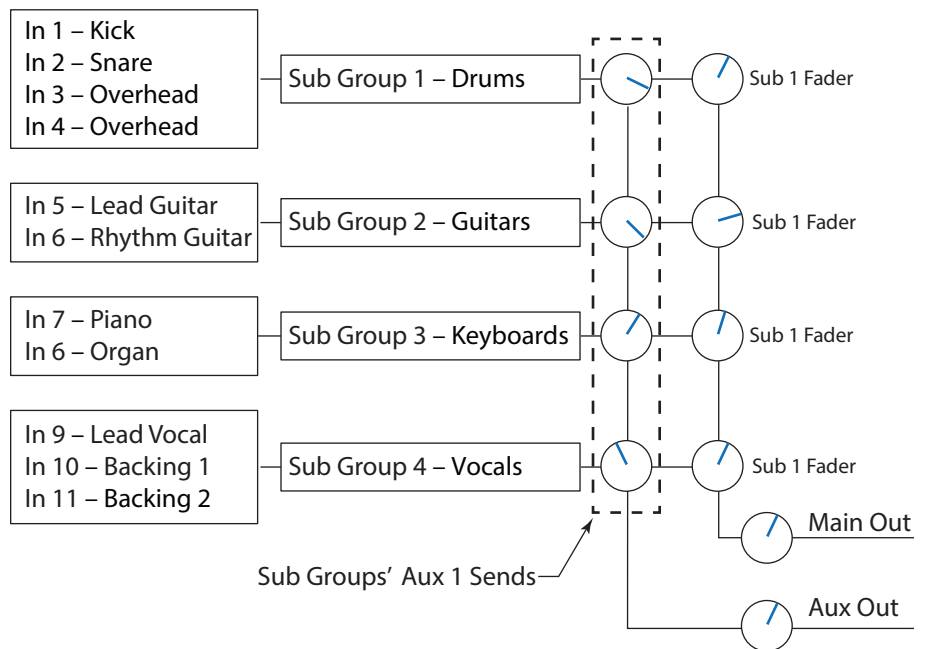 In 1 – Kick
In 2 – Snare
In 3 – Overhead
In 4 – Overhead
Sub Group 1 – Drums
Sub 1 Fader
In 5 – Lead Guitar
In 6 – Rhythm Guitar
Sub Group 2 – Guitars
Sub 1 Fader
In 7 – Piano
In 6 – Organ
Sub Group 3 – Keyboards
Sub 1 Fader
In 9 – Lead Vocal
In 10 – Backing 1
In 11 – Backing 2
Sub Group 4 – Vocals
Sub 1 Fader
Main Out
Sub Groups’ Aux 1 Sends
Aux Out